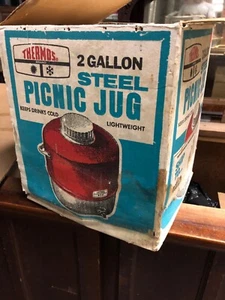 THERMOS
2 GALLON
STEEL
PICNIC JUG
KEEPS DRINKS COLD
LIGHTWEIGHT